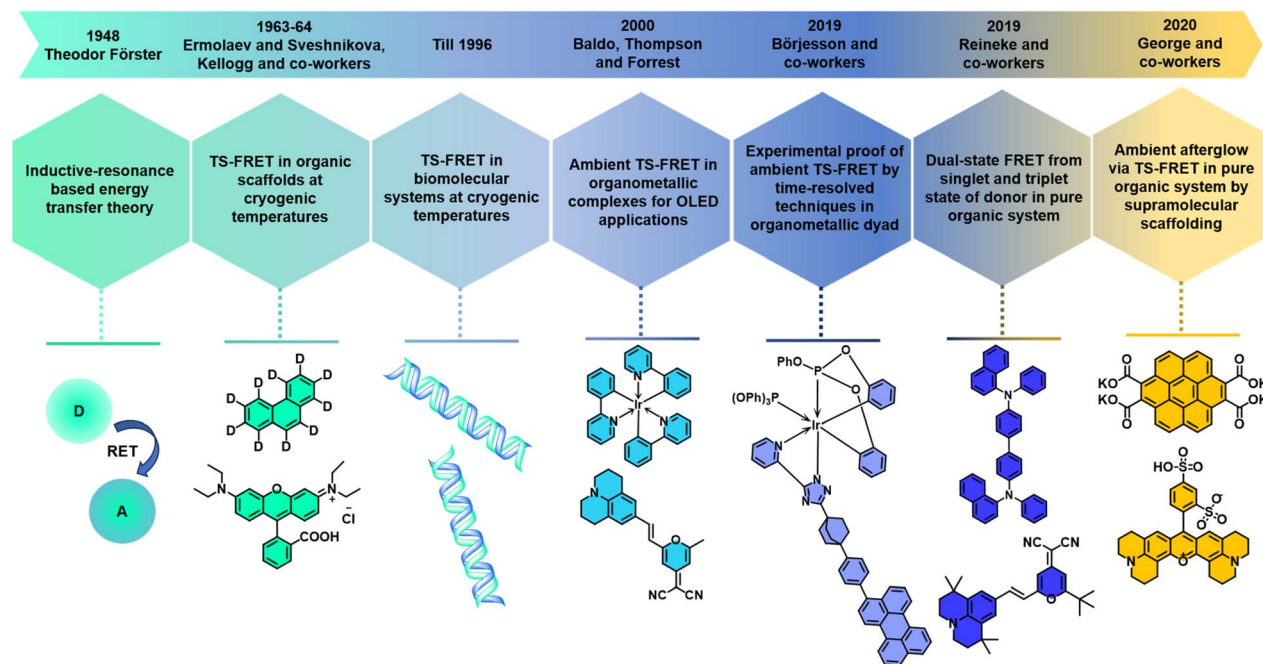 1948
Theodor Förster
1963-64
Ermolaev and Sveshnikova,
Kellogg and co-workers
Till 1996
2000
Baldo, Thompson
and Forrest
2019
Börjesson and
co-workers
2019
Reineke and
co-workers
2020
George and
co-workers
Inductive-resonance
based energy
transfer theory
TS-FRET in organic
scaffolds at
cryogenic
temperatures
TS-FRET in
biomolecular
systems at cryogenic
temperatures
Ambient TS-FRET in
organometallic
complexes for OLED
applications
Experimental proof of
ambient TS-FRET by
time-resolved
techniques in
organometallic dyad
Dual-state FRET from
singlet and triplet
state of donor in pure
organic system
Ambient afterglow
via TS-FRET in pure
organic system by
supramolecular
scaffolding
D
RET
A
D
D
D
D
D
D
D
D
D
D
N
O
N
+
−
Cl
COOH
N
N
Ir
N
N
O
NC
CN
O
PhO
P
O
(OPh)3P
Ir
N
N
N
N
N
N
NC
CN
O
N
O
O
KO
OK
KO
OK
O
O
O
HO-S
O
O
S
O
O-
N
O
+
N